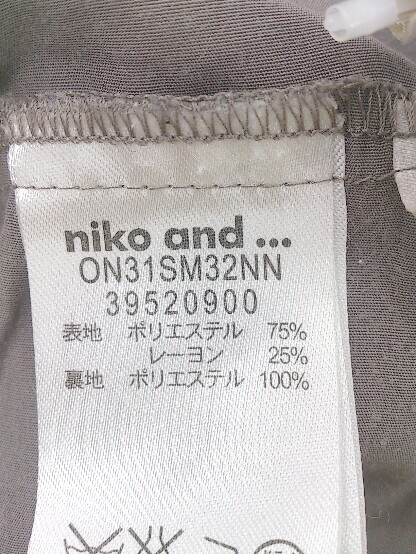 niko and ...
ON31SM32NN
39520900
表地 ポリエステル 75%
レーヨン 25%
裏地 ポリエステル 100%